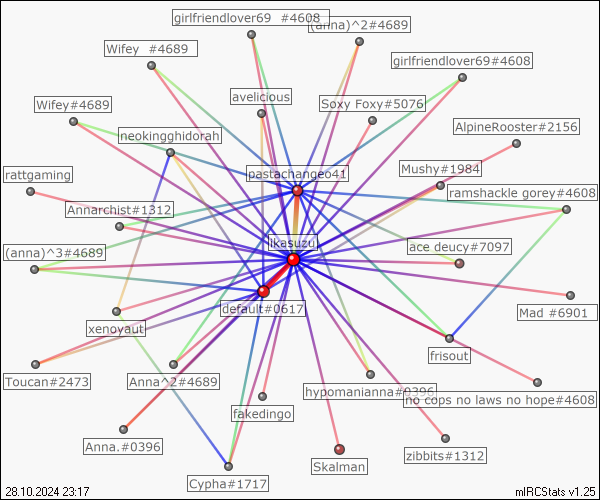 girlfriendlover69 #4608
(anna)^2#4689
Wifey #4689
girlfriendlover69#4608
avelicious
Wifey#4689
Soxy Foxy#5076
neokingghidorah
AlpineRooster#2156
rattgaming
pastachangeo41
Mushy#1984
ramshackle gorey#4608
Annarchist#1312
Ikasuzu
(anna)^3#4689
ace deucy#7097
default#0617
Mad #6901
xenoyaut
frisout
Toucan#2473
Anna^2#4689
hypomanianna#0396
no cops no laws no hope#4608
fakedingo
Anna.#0396
zibbits#1312
Skalman
Cypha#1717
28.10.2024 23:17
mIRCStats v1.25